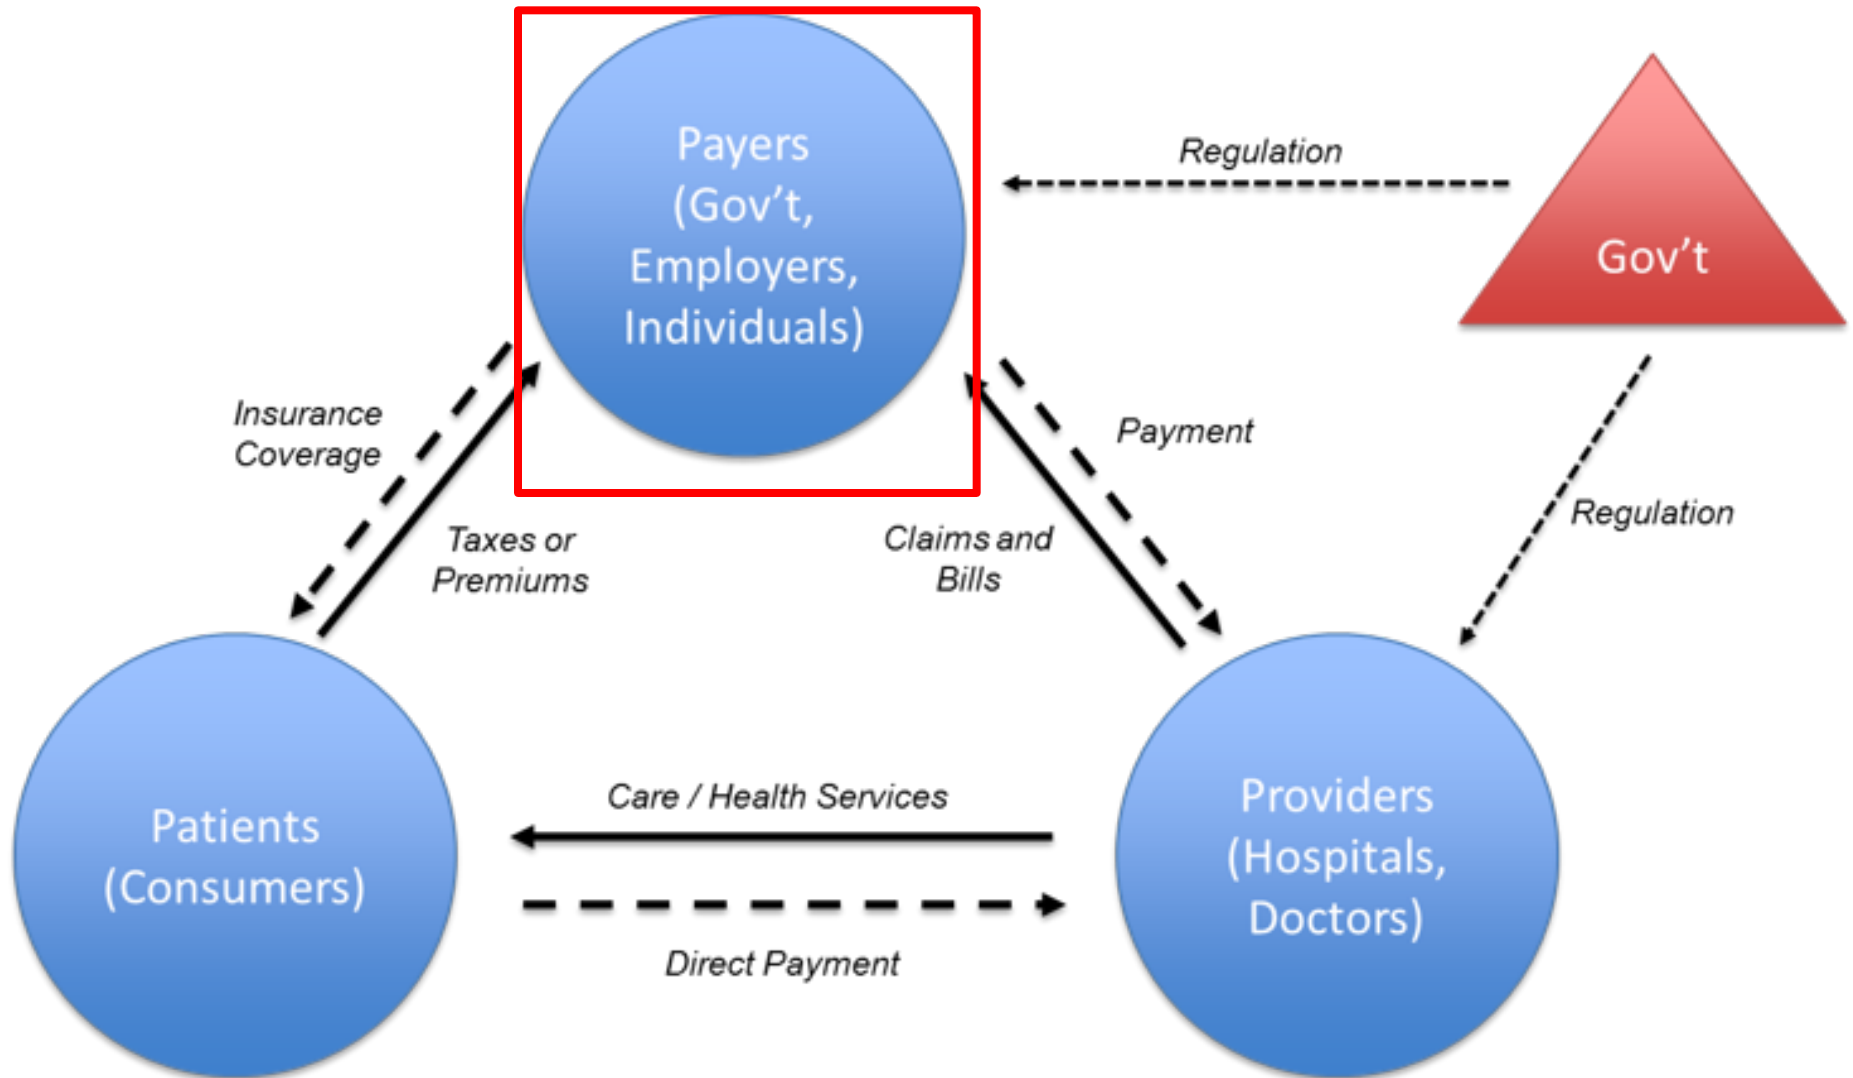 Payers
(Gov’t,
Employers,
Individuals)
Regulation
Gov’t
Insurance
Coverage
Payment
Taxes or
Premiums
Claims and
Bills
Regulation
Patients
(Consumers)
Care / Health Services
Direct Payment
Providers
(Hospitals,
Doctors)